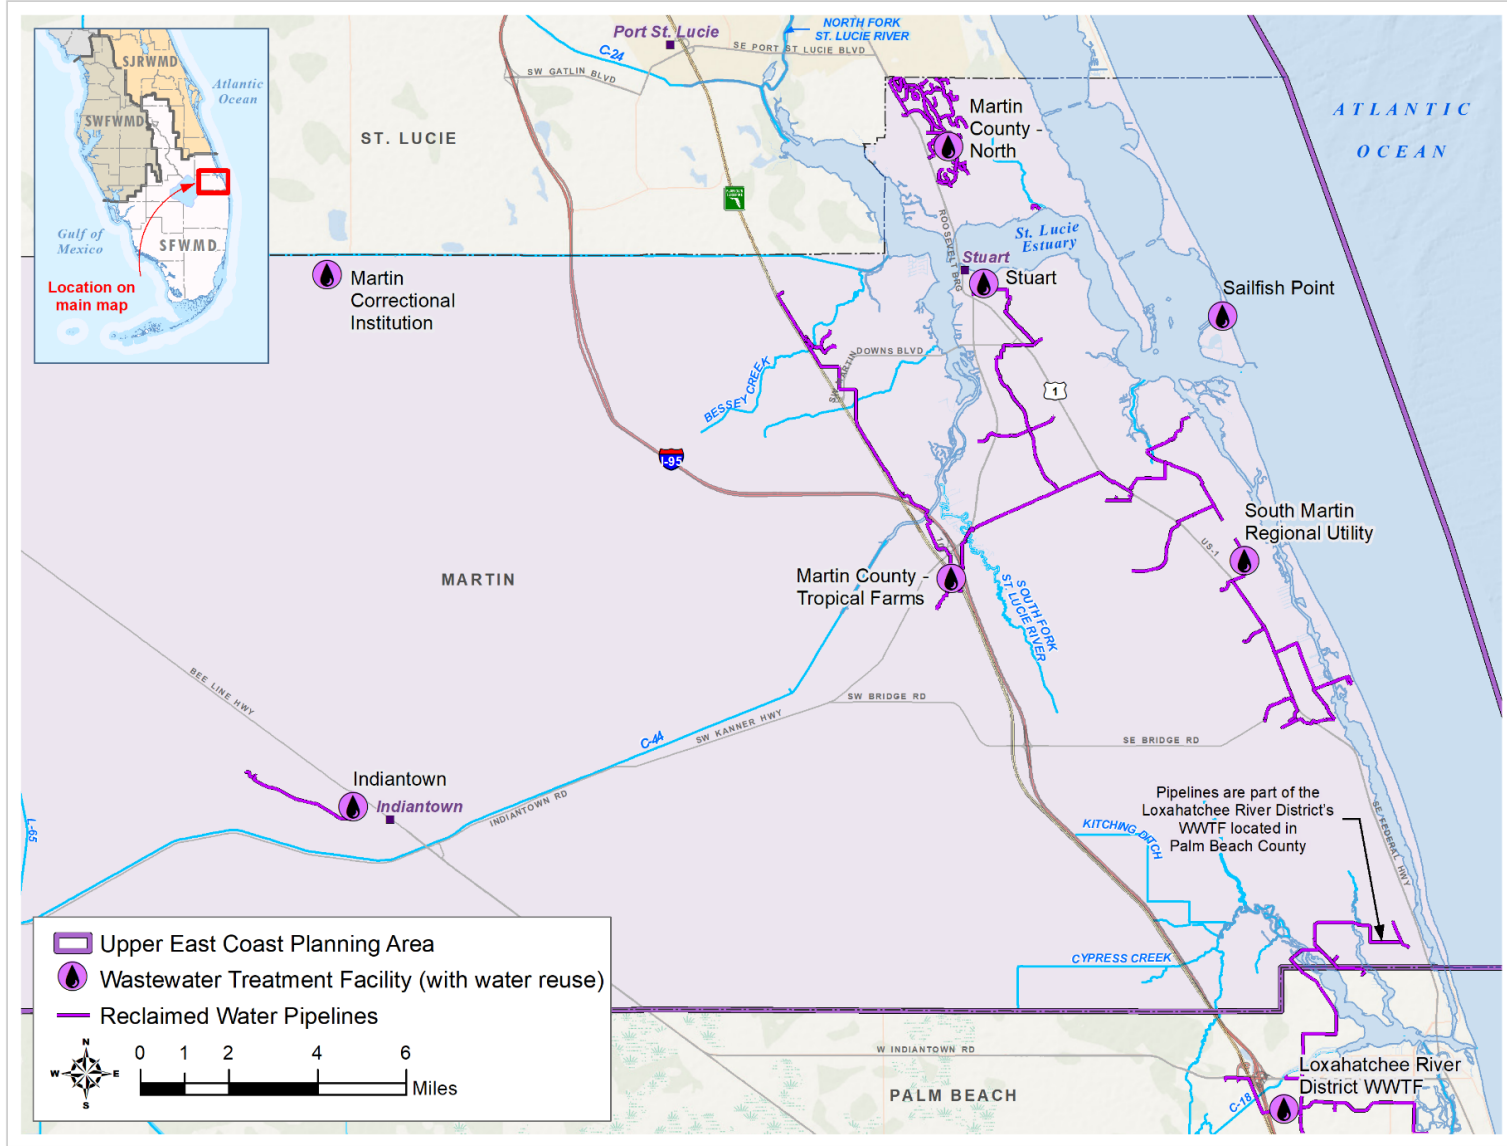 SJRWMD
Atlantic
Ocean
SWFWMD
Gulf of
Mexico
SFWMD
Location on
main map
Port St. Lucie
NORTH FORK
ST. LUCIE RIVER
SE PORT ST LUCIE BLVD
C-24
SW GATLIN BLVD
ST. LUCIE
Martin
County -
North
ATLANTIC
OCEAN
ROOSEVELT BRG
St. Lucie
Estuary
Stuart
Stuart
Sailfish Point
Martin
Correctional
Institution
DOWNS BLVD
BESSEY CREEK
1
I-95
South Martin
Regional Utility
US-1
MARTIN
Martin County -
Tropical Farms
SOUTH FORK
ST. LUCIE RIVER
BEE LINE HWY
SW BRIDGE RD
SW KANNER HWY
C-44
SE BRIDGE RD
Indiantown
Indiantown
INDIANTOWN RD
L-65
Pipelines are part of the
Loxahatchee River District's
WWTF located in
Palm Beach County
KITCHING DITCH
SE FEDERAL HWY
CYPRESS CREEK
Upper East Coast Planning Area
Wastewater Treatment Facility (with water reuse)
Reclaimed Water Pipelines
N
W E
S
0 1 2 4 6
Miles
W INDIANTOWN RD
PALM BEACH
Loxahatchee River
District WWTF
C-18